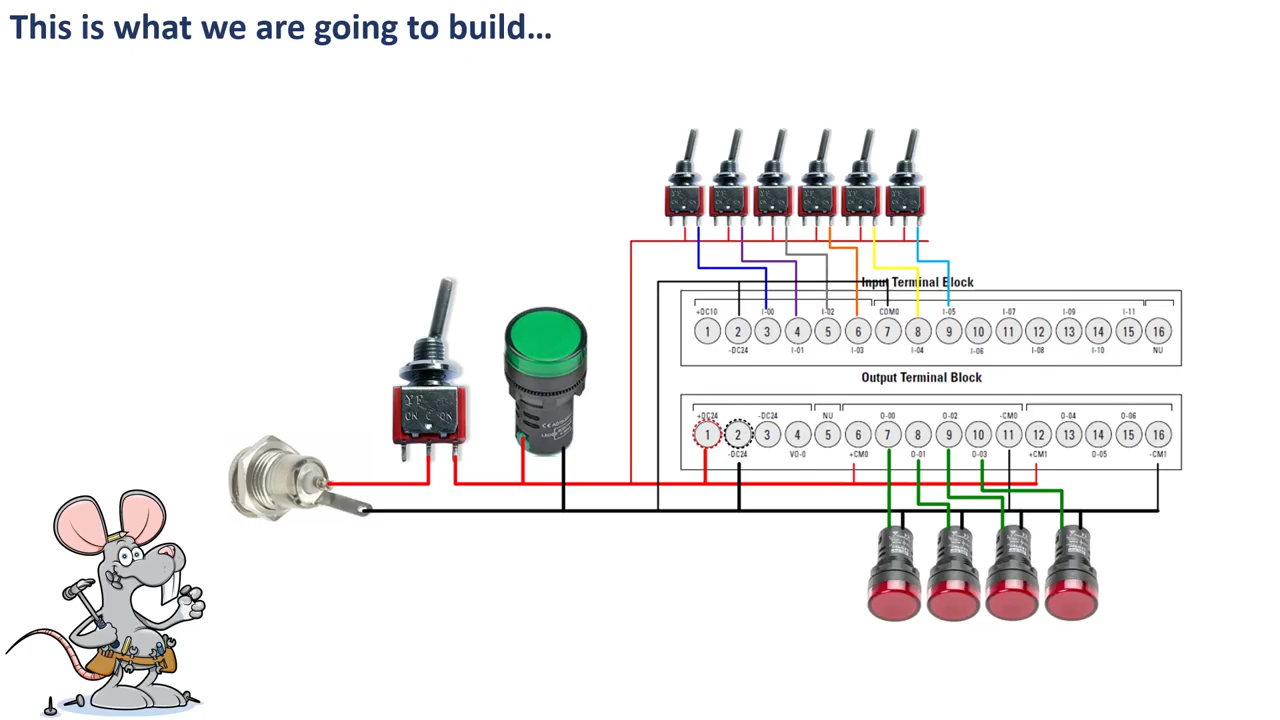 This is what we are going to build…
YF
ON C ON
Input Terminal Block
+DC10 I-00 I-02 COM0 I-05 I-07 I-09 I-11
1 2 3 4 5 6 7 8 9 10 11 12 13 14 15 16
-DC24 I-01 I-03 I-04 I-06 I-08 I-10 NU
Output Terminal Block
+DC24 -DC24 NU O-00 O-02 -CM0 O-04 O-06
1 2 3 4 5 6 7 8 9 10 11 12 13 14 15 16
-DC24 VO-0 +CM0 O-01 O-03 +CM1 O-05 -CM1